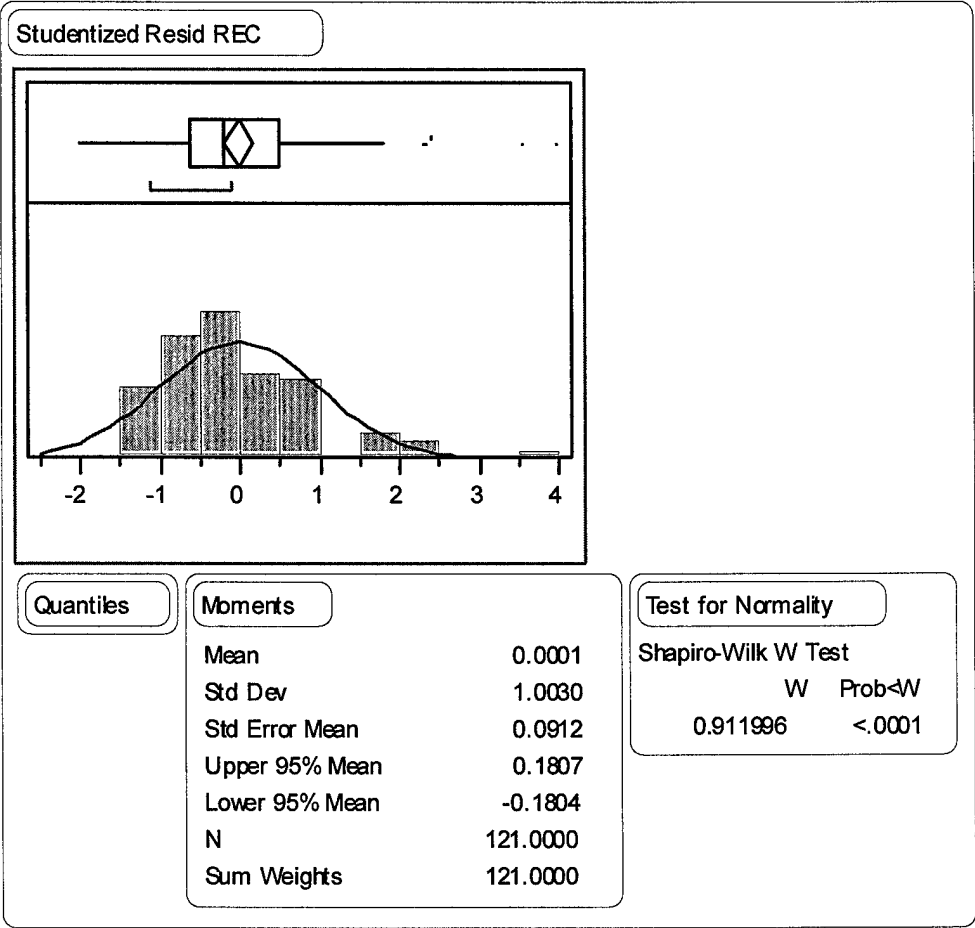 Studentized Resid REC
-2 -1 0 1 2 3 4
Quantiles
Moments
Mean 0.0001
Std Dev 1.0030
Std Error Mean 0.0912
Upper 95% Mean 0.1807
Lower 95% Mean -0.1804
N 121.0000
Sum Weights 121.0000
Test for Normality
Shapiro-Wilk W Test
W Prob<W
0.911996 <.0001